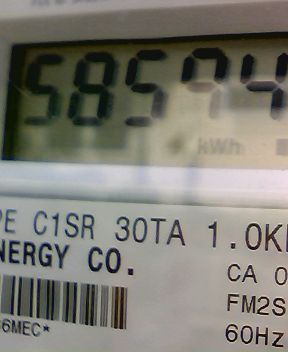 58574
kWh
PE C1SR 30TA 1.0K
NERGY CO.
CA 0
FM2S
6MEC*
60Hz